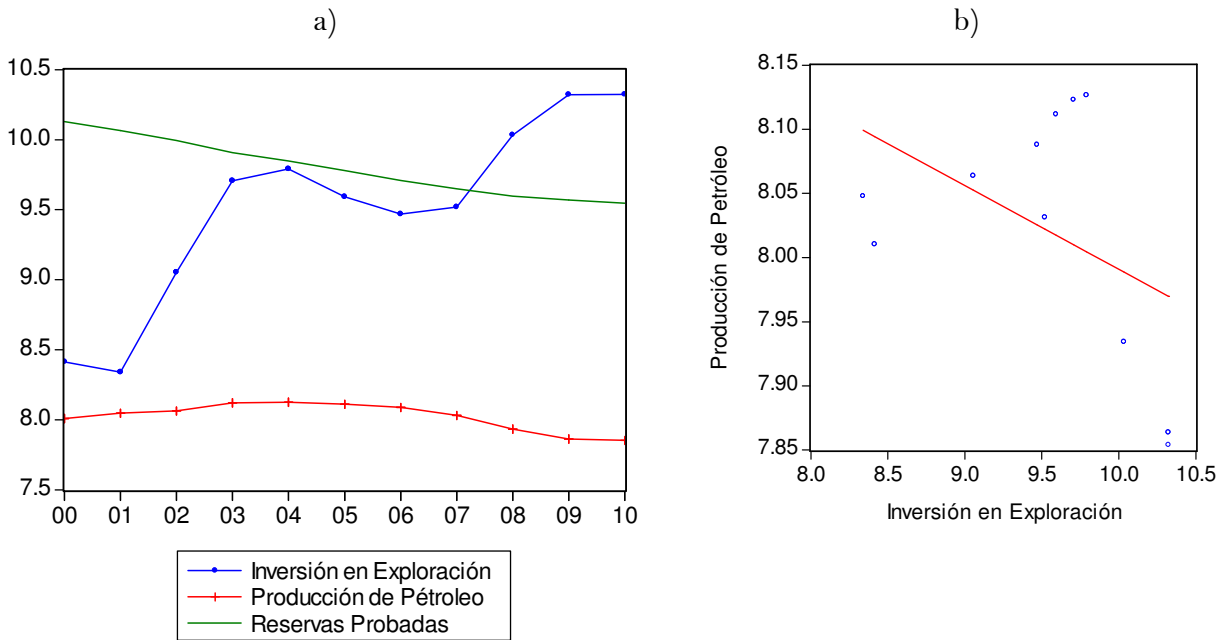 a)
10.5
10.0
9.5
9.0
8.5
8.0
7.5
00 01 02 03 04 05 06 07 08 09 10
Inversión en Exploración
Producción de Pétroleo
Reservas Probadas
b)
Producción de Petróleo
8.15
8.10
8.05
8.00
7.95
7.90
7.85
8.0 8.5 9.0 9.5 10.0 10.5
Inversión en Exploración